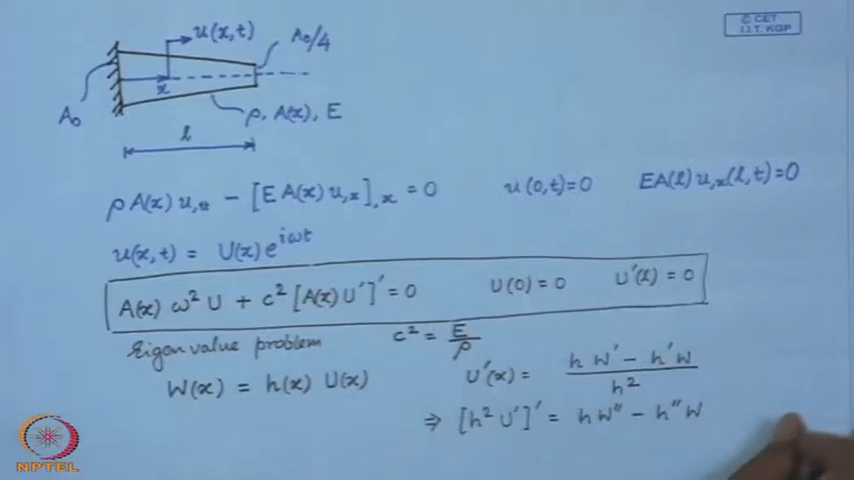 © CET
I.I.T. KGP
u(x,t)
A₀/4
x
A₀
ρ, A(x), E
l
ρA(x) u,tt − [EA(x) u,x],x = 0 u(0,t)=0 EA(l) u,x(l,t)=0
u(x,t) = U(x) e^{iωt}
A(x) ω² U + c² [A(x) U′]′ = 0 U(0) = 0 U′(l) = 0
Eigenvalue problem c² = E/ρ
W(x) = h(x) U(x) U′(x) = (h W′ − h′ W)/h²
⇒ [h² U′]′ = h W″ − h″ W
NPTEL